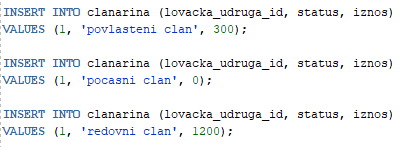 INSERT INTO clanarina (lovacka_udruga_id, status, iznos)
VALUES (1, 'povlasteni clan', 300);
INSERT INTO clanarina (lovacka_udruga_id, status, iznos)
VALUES (1, 'pocasni clan', 0);
INSERT INTO clanarina (lovacka_udruga_id, status, iznos)
VALUES (1, 'redovni clan', 1200);